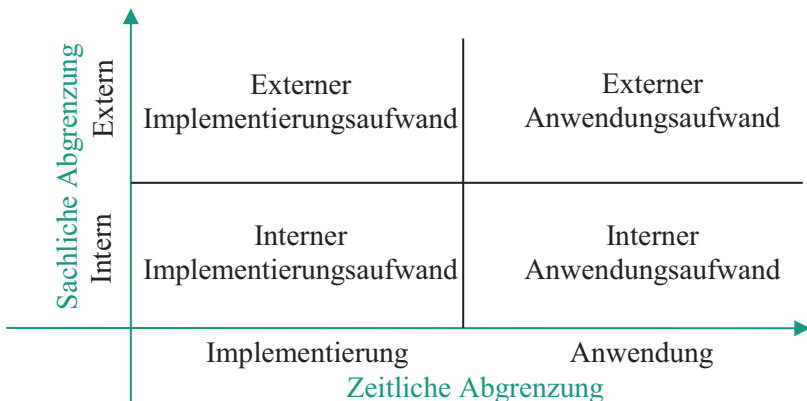 Sachliche Abgrenzung
Extern
Intern
Externer
Implementierungsaufwand
Externer
Anwendungsaufwand
Interner
Implementierungsaufwand
Interner
Anwendungsaufwand
Implementierung
Anwendung
Zeitliche Abgrenzung